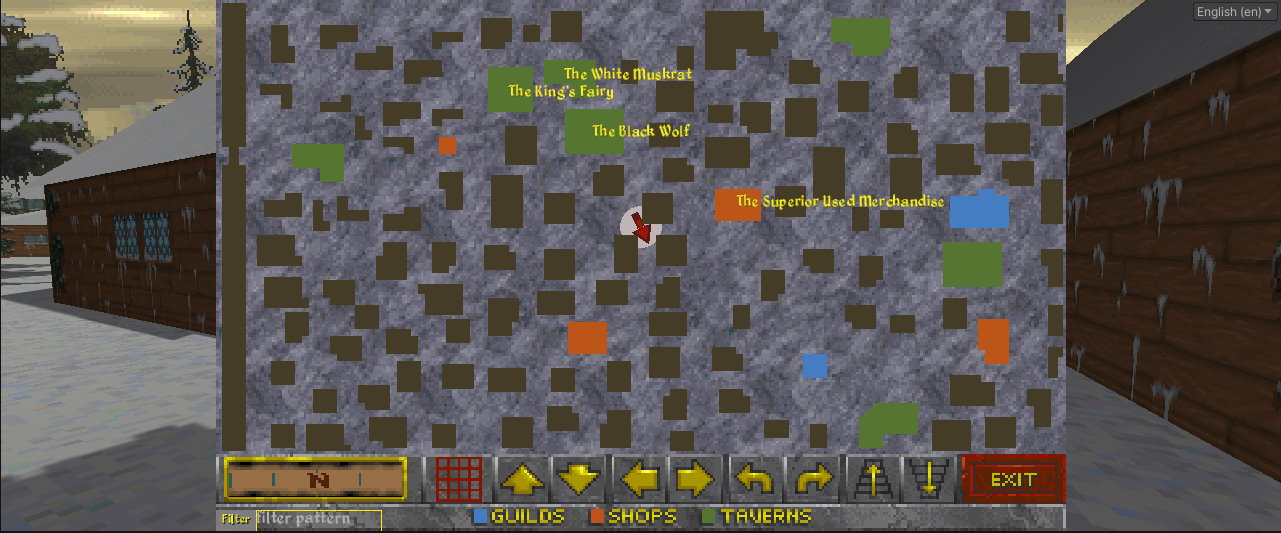 English (en)
The White Muskrat
The King's Fairy
The Black Wolf
The Superior Used Merchandise
N
EXIT
Filter filter pattern
GUILDS SHOPS TAVERNS